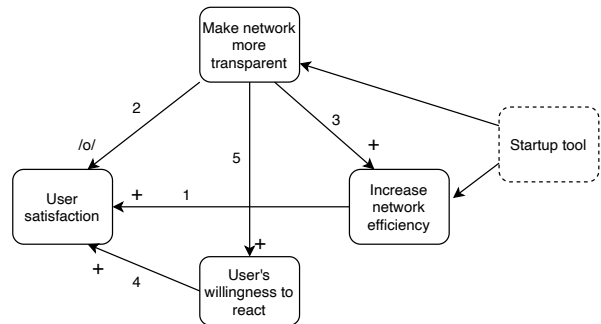 Make network
more
transparent
2
3
/o/
+
Startup tool
5
User
satisfaction
+
1
Increase
network
efficiency
+
+
4
User's
willingness to
react